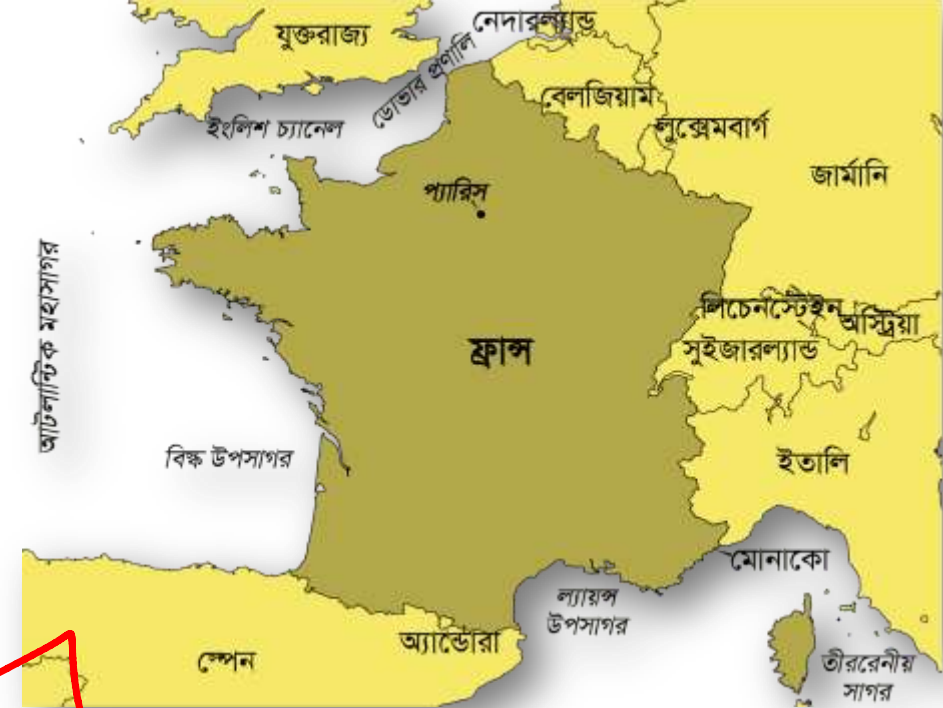 নেদারল্যান্ড
যুক্তরাজ্য
ডোভার প্রণালি
বেলজিয়াম
ইংলিশ চ্যানেল
লুক্সেমবার্গ
জার্মানি
প্যারিস
আটলান্টিক মহাসাগর
লিচেনস্টেইন
অস্ট্রিয়া
ফ্রান্স
সুইজারল্যান্ড
বিস্ক উপসাগর
ইতালি
মোনাকো
ল্যায়ন্স
উপসাগর
অ্যান্ডোরা
স্পেন
তীররেনীয়
সাগর